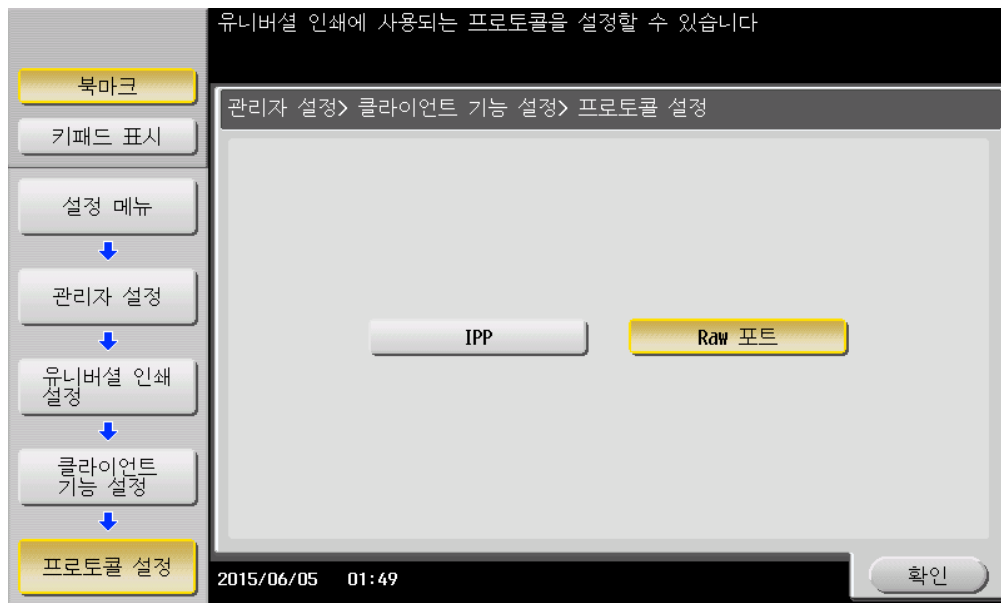 유니버셜 인쇄에 사용되는 프로토콜을 설정할 수 있습니다
북마크
키패드 표시
관리자 설정> 클라이언트 기능 설정> 프로토콜 설정
설정 메뉴
관리자 설정
유니버셜 인쇄
설정
클라이언트
기능 설정
프로토콜 설정
IPP
Raw 포트
2015/06/05 01:49
확인